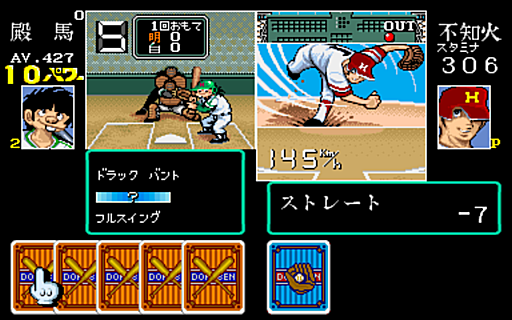 殿馬
0
AV.427
10パワー
2
S
1回おもて
明 0
自 0
OUT
不知火
スタミナ
306
H
H
P
145Km/h
ドラック バント
?
フルスイング
ストレート
-7